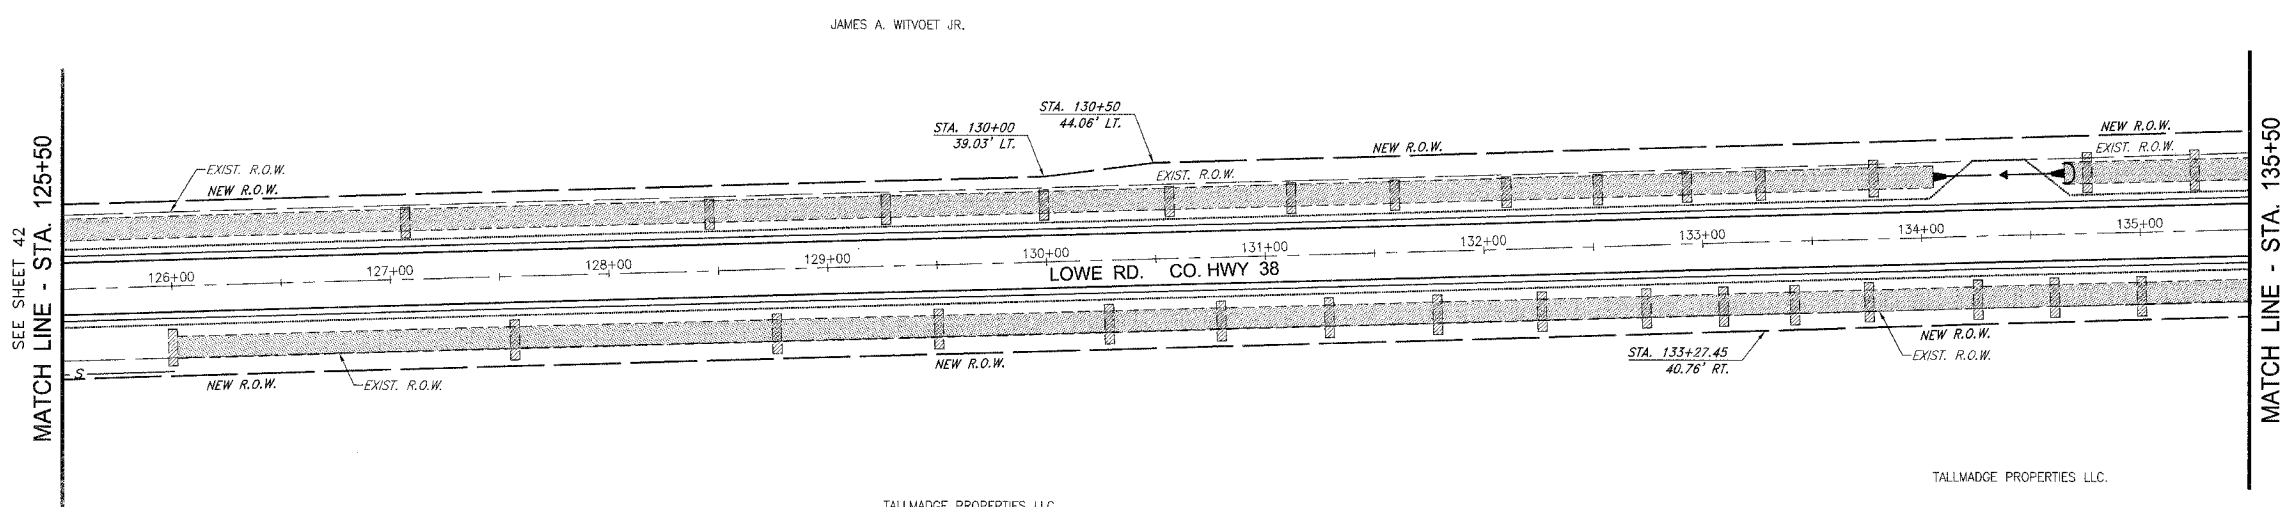 JAMES A. WITVOET JR.
SEE SHEET 42
MATCH LINE - STA. 125+50
EXIST. R.O.W.
NEW R.O.W.
STA. 130+00
39.03' LT.
STA. 130+50
44.06' LT.
EXIST. R.O.W.
NEW R.O.W.
NEW R.O.W.
EXIST. R.O.W.
MATCH LINE - STA. 135+50
126+00
127+00
128+00
129+00
130+00
131+00
132+00
133+00
134+00
135+00
LOWE RD. CO. HWY 38
S
NEW R.O.W.
EXIST. R.O.W.
NEW R.O.W.
STA. 133+27.45
40.76' RT.
NEW R.O.W.
EXIST. R.O.W.
TALLMADGE PROPERTIES LLC.
TALLMADGE PROPERTIES LLC